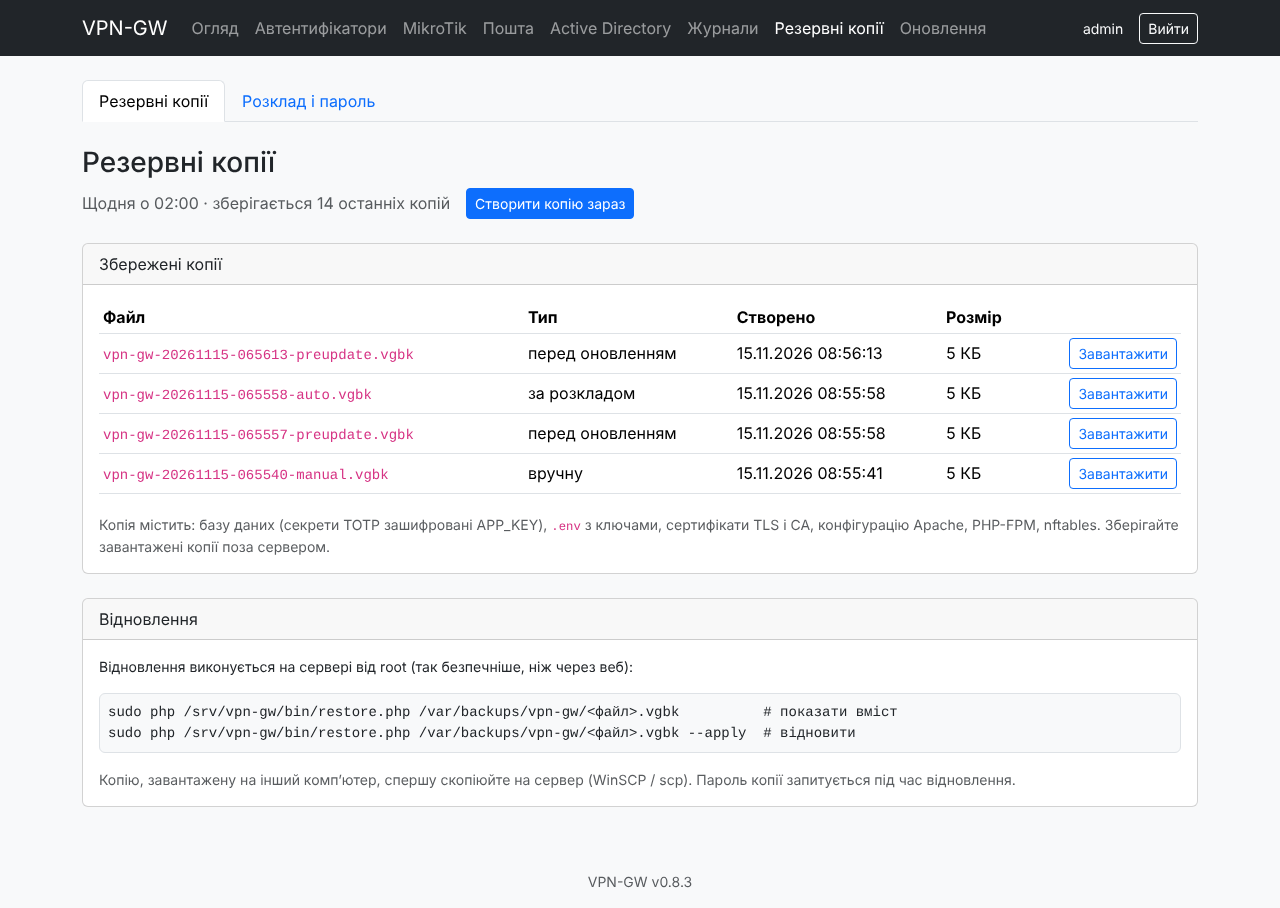 VPN-GW Огляд Автентифікатори MikroTik Пошта Active Directory Журнали Резервні копії Оновлення admin Вийти
Резервні копії Розклад і пароль
Резервні копії
Щодня о 02:00 · зберігається 14 останніх копій Створити копію зараз
Збережені копії
Файл Тип Створено Розмір
vpn-gw-20261115-065613-preupdate.vgbk перед оновленням 15.11.2026 08:56:13 5 КБ Завантажити
vpn-gw-20261115-065558-auto.vgbk за розкладом 15.11.2026 08:55:58 5 КБ Завантажити
vpn-gw-20261115-065557-preupdate.vgbk перед оновленням 15.11.2026 08:55:58 5 КБ Завантажити
vpn-gw-20261115-065540-manual.vgbk вручну 15.11.2026 08:55:41 5 КБ Завантажити
Копія містить: базу даних (секрети TOTP зашифровані APP_KEY), .env з ключами, сертифікати TLS і CA, конфігурацію Apache, PHP-FPM, nftables. Зберігайте
завантажені копії поза сервером.
Відновлення
Відновлення виконується на сервері від root (так безпечніше, ніж через веб):
sudo php /srv/vpn-gw/bin/restore.php /var/backups/vpn-gw/<файл>.vgbk # показати вміст
sudo php /srv/vpn-gw/bin/restore.php /var/backups/vpn-gw/<файл>.vgbk --apply # відновити
Копію, завантажену на інший комп’ютер, спершу скопіюйте на сервер (WinSCP / scp). Пароль копії запитується під час відновлення.
VPN-GW v0.8.3